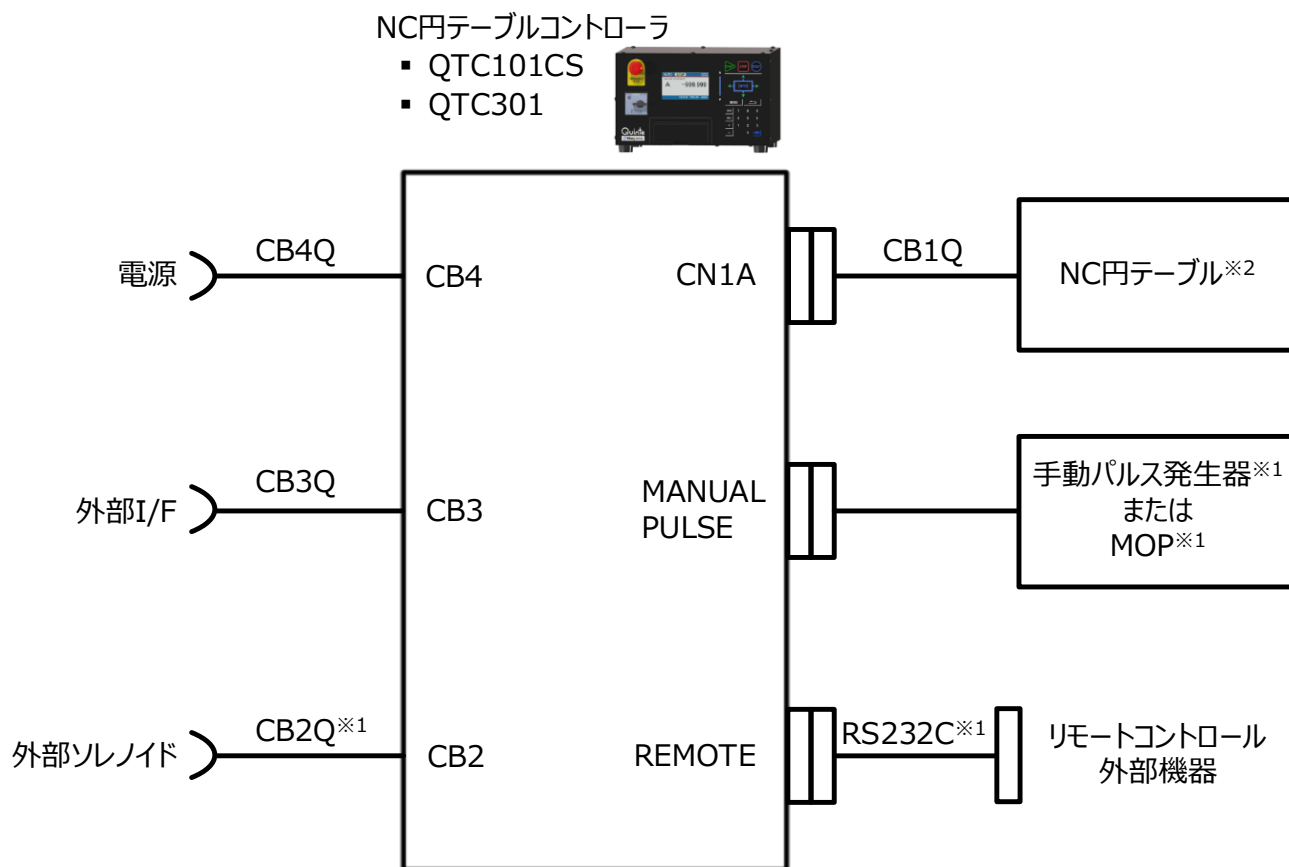 NC円テーブルコントローラ
▪ QTC101CS
▪ QTC301
電源
CB4Q
CB4
CN1A
CB1Q
NC円テーブル※2
外部I/F
CB3Q
CB3
MANUAL
PULSE
手動パルス発生器※1
または
MOP※1
外部ソレノイド
CB2Q※1
CB2
REMOTE
RS232C※1
リモートコントロール
外部機器